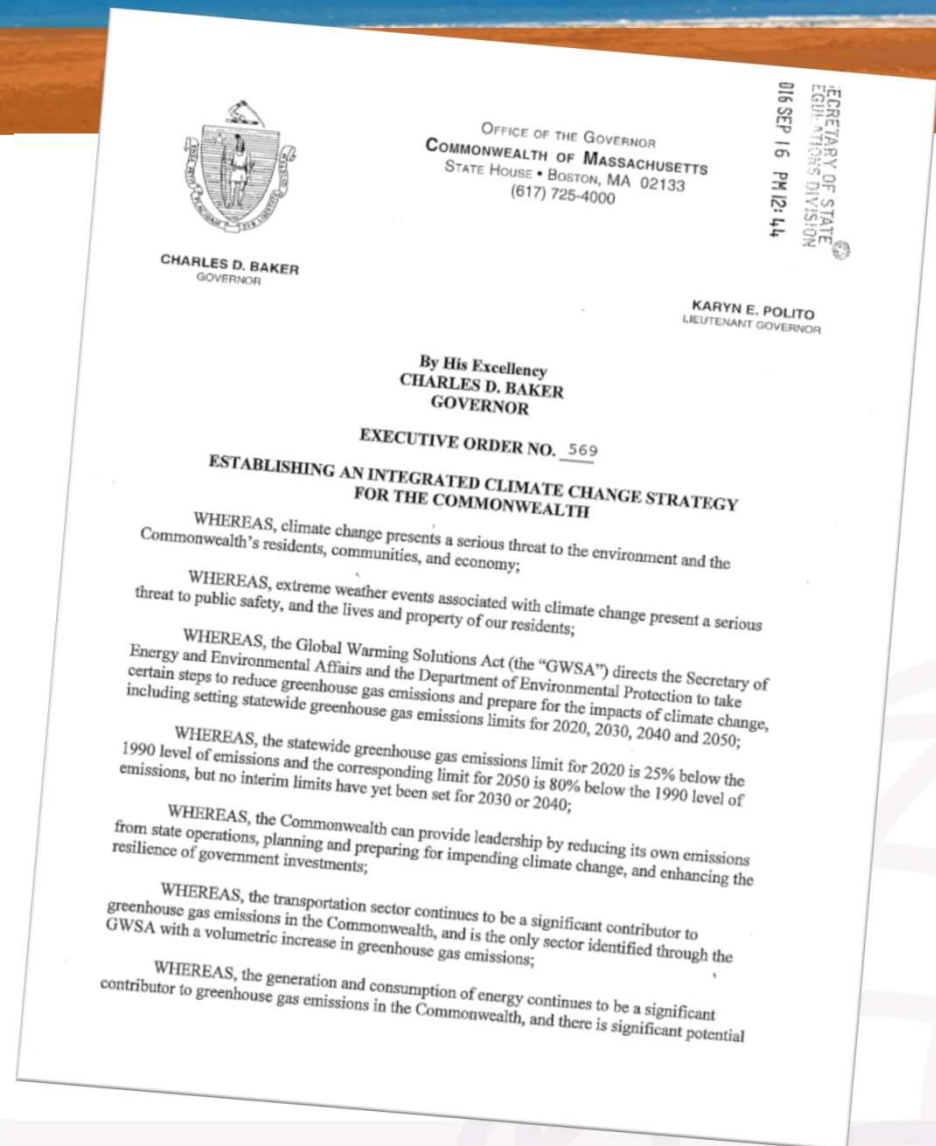 OFFICE OF THE GOVERNOR
COMMONWEALTH OF MASSACHUSETTS
STATE HOUSE • BOSTON, MA 02133
(617) 725-4000
ECRETARY OF STATE
EGULATIONS DIVISION
016 SEP 16 PM 12:44
CHARLES D. BAKER
GOVERNOR
KARYN E. POLITO
LIEUTENANT GOVERNOR
By His Excellency
CHARLES D. BAKER
GOVERNOR
EXECUTIVE ORDER NO. 569
ESTABLISHING AN INTEGRATED CLIMATE CHANGE STRATEGY
FOR THE COMMONWEALTH
WHEREAS, climate change presents a serious threat to the environment and the
Commonwealth's residents, communities, and economy;
WHEREAS, extreme weather events associated with climate change present a serious
threat to public safety, and the lives and property of our residents;
WHEREAS, the Global Warming Solutions Act (the "GWSA") directs the Secretary of
Energy and Environmental Affairs and the Department of Environmental Protection to take
certain steps to reduce greenhouse gas emissions and prepare for the impacts of climate change,
including setting statewide greenhouse gas emissions limits for 2020, 2030, 2040 and 2050;
WHEREAS, the statewide greenhouse gas emissions limit for 2020 is 25% below the
1990 level of emissions and the corresponding limit for 2050 is 80% below the 1990 level of
emissions, but no interim limits have yet been set for 2030 or 2040;
WHEREAS, the Commonwealth can provide leadership by reducing its own emissions
from state operations, planning and preparing for impending climate change, and enhancing the
resilience of government investments;
WHEREAS, the transportation sector continues to be a significant contributor to
greenhouse gas emissions in the Commonwealth, and is the only sector identified through the
GWSA with a volumetric increase in greenhouse gas emissions;
WHEREAS, the generation and consumption of energy continues to be a significant
contributor to greenhouse gas emissions in the Commonwealth, and there is significant potential